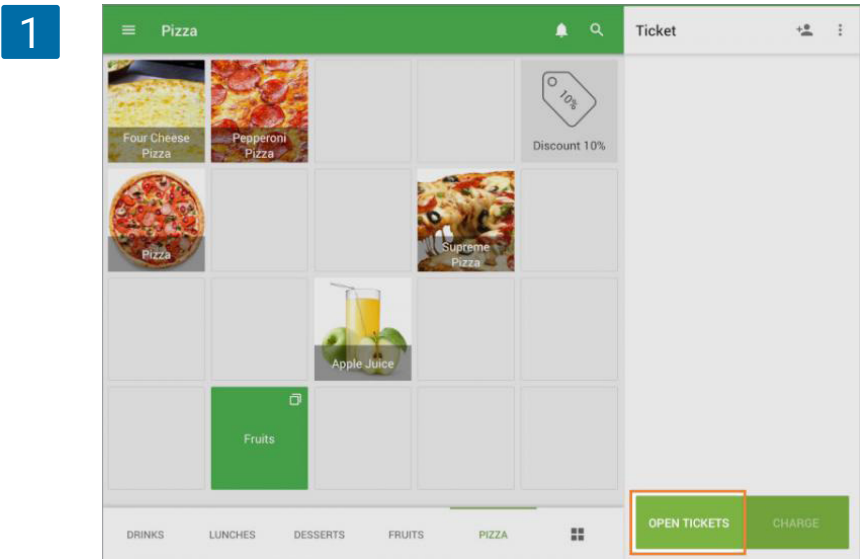 1
Pizza
Ticket
Four Cheese
Pizza
Pepperoni
Pizza
10%
Discount 10%
Pizza
Supreme
Pizza
Apple Juice
Fruits
DRINKS
LUNCHES
DESSERTS
FRUITS
PIZZA
OPEN TICKETS
CHARGE